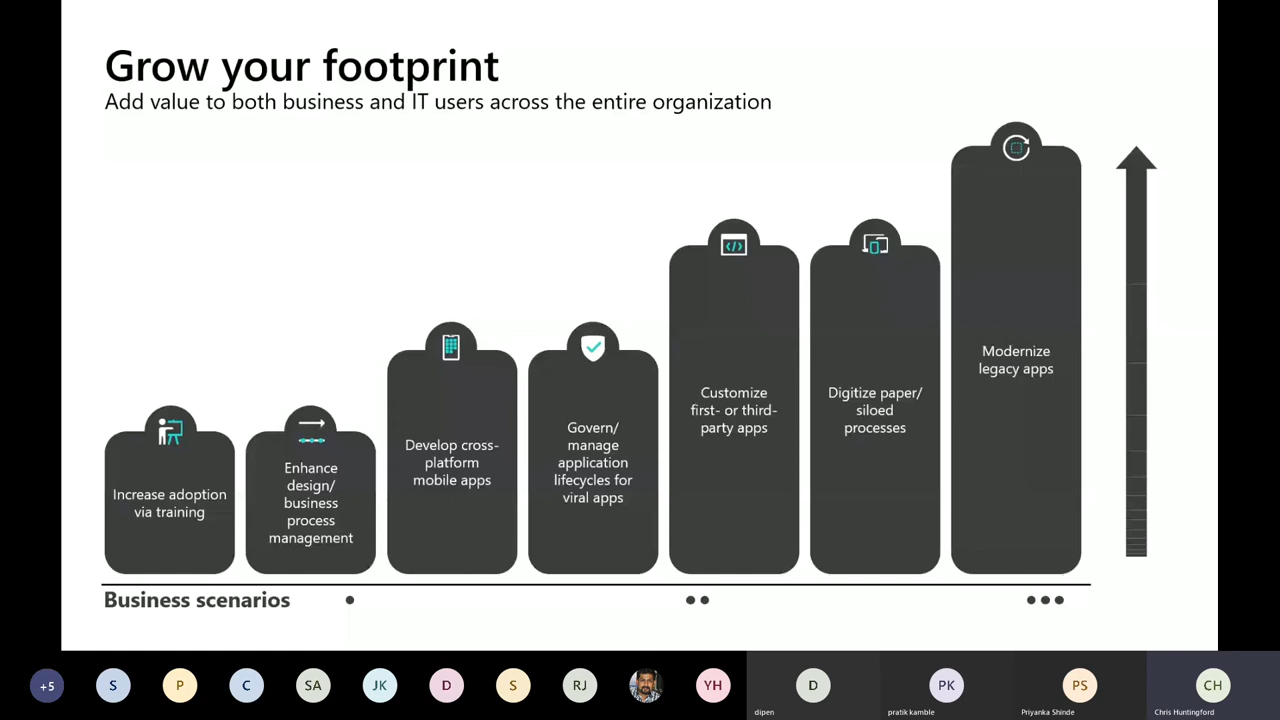 Grow your footprint
Add value to both business and IT users across the entire organization
Increase adoption
via training
Enhance
design/
business
process
management
Develop cross-
platform
mobile apps
Govern/
manage
application
lifecycles for
viral apps
Customize
first- or third-
party apps
Digitize paper/
siloed
processes
Modernize
legacy apps
Business scenarios
+5
S
P
C
SA
JK
D
S
RJ
YH
D
dipen
PK
pratik kamble
PS
Priyanka Shinde
CH
Chris Huntingford